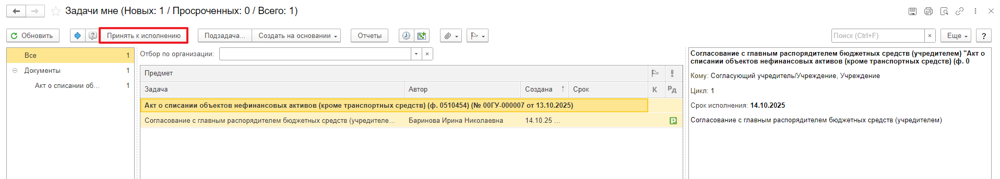 Задачи мне (Новых: 1 / Просроченных: 0 / Всего: 1)
Обновить
Принять к исполнению
Подзадача...
Создать на основании
Отчеты
Поиск (Ctrl+F)
×
Еще
?
Все 1
Документы 1
Акт о списании об... 1
Отбор по организации:
×
Предмет
Задача Автор Создана ↑ Срок К Рд
Акт о списании объектов нефинансовых активов (кроме транспортных средств) (ф. 0510454) (№ 00ГУ-000007 от 13.10.2025)
Согласование с главным распорядителем бюджетных средств (учредителе... Баринова Ирина Николаевна 14.10.25 ... P
Согласование с главным распорядителем бюджетных средств (учредителем) "Акт о
списании объектов нефинансовых активов (кроме транспортных средств) (ф. 0
Кому: Согласующий учредитель/Учреждение, Учреждение
Цикл: 1
Срок исполнения: 14.10.2025
Согласование с главным распорядителем бюджетных средств (учредителем)